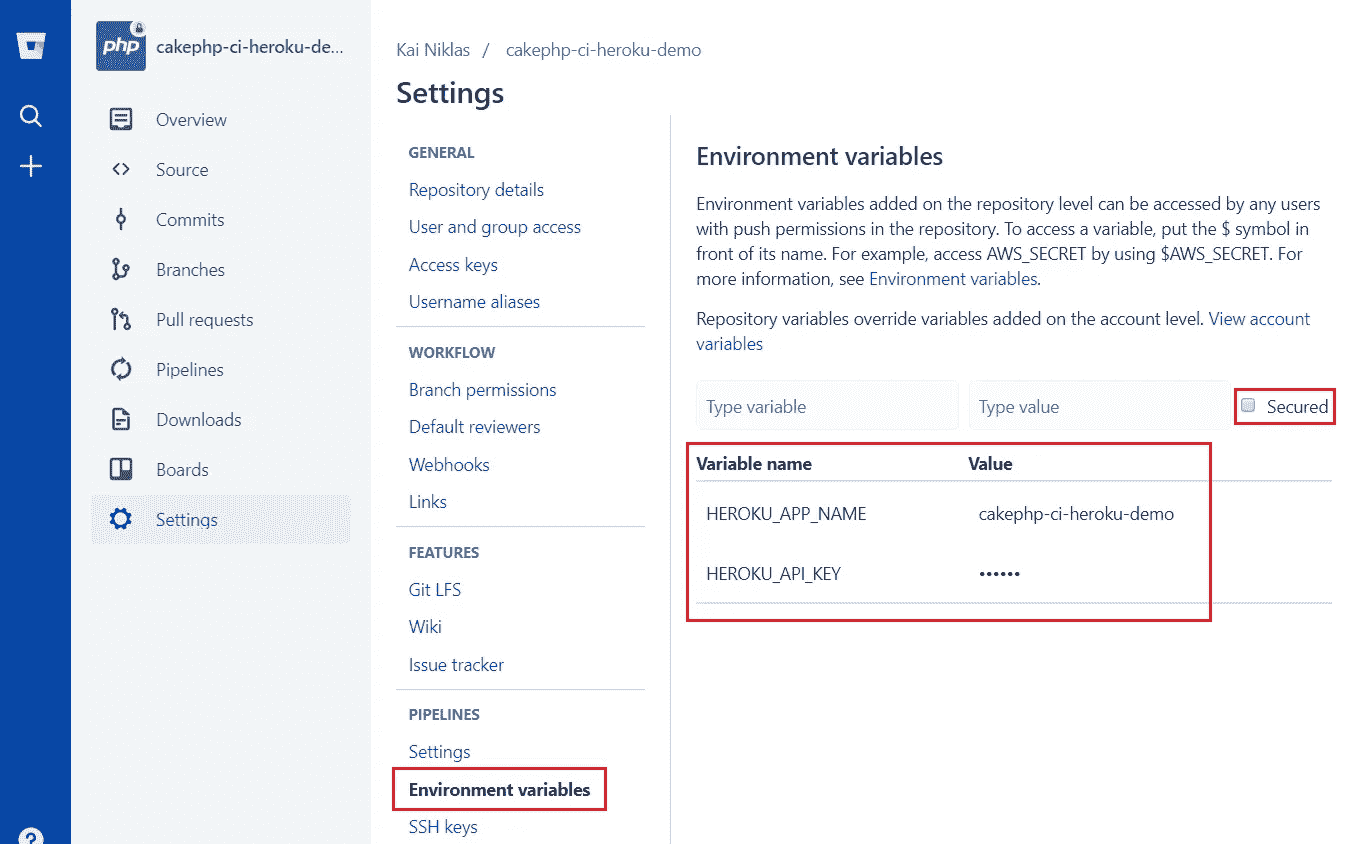 php
cakephp-ci-heroku-de...
Overview
Source
Commits
Branches
Pull requests
Pipelines
Downloads
Boards
Settings
Kai Niklas / cakephp-ci-heroku-demo
Settings
GENERAL
Repository details
User and group access
Access keys
Username aliases
WORKFLOW
Branch permissions
Default reviewers
Webhooks
Links
FEATURES
Git LFS
Wiki
Issue tracker
PIPELINES
Settings
Environment variables
SSH keys
Environment variables
Environment variables added on the repository level can be accessed by any users
with push permissions in the repository. To access a variable, put the $ symbol in
front of its name. For example, access AWS_SECRET by using $AWS_SECRET. For
more information, see Environment variables.
Repository variables override variables added on the account level. View account
variables
Type variable Type value Secured
Variable name Value
HEROKU_APP_NAME cakephp-ci-heroku-demo
HEROKU_API_KEY ••••••
?